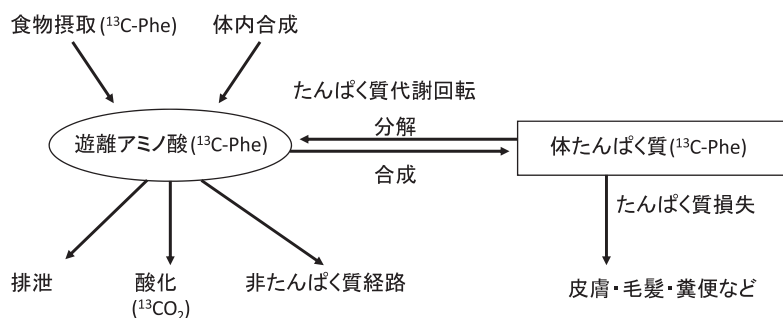 食物摂取(¹³C-Phe)
体内合成
たんぱく質代謝回転
分解
遊離アミノ酸(¹³C-Phe)
体たんぱく質(¹³C-Phe)
合成
たんぱく質損失
排泄
酸化
(¹³CO₂)
非たんぱく質経路
皮膚・毛髪・糞便など